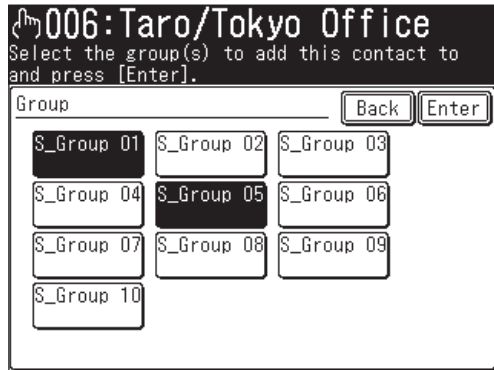 006:Taro/Tokyo Office
Select the group(s) to add this contact to
and press [Enter].
Group Back Enter
S_Group 01 S_Group 02 S_Group 03
S_Group 04 S_Group 05 S_Group 06
S_Group 07 S_Group 08 S_Group 09
S_Group 10